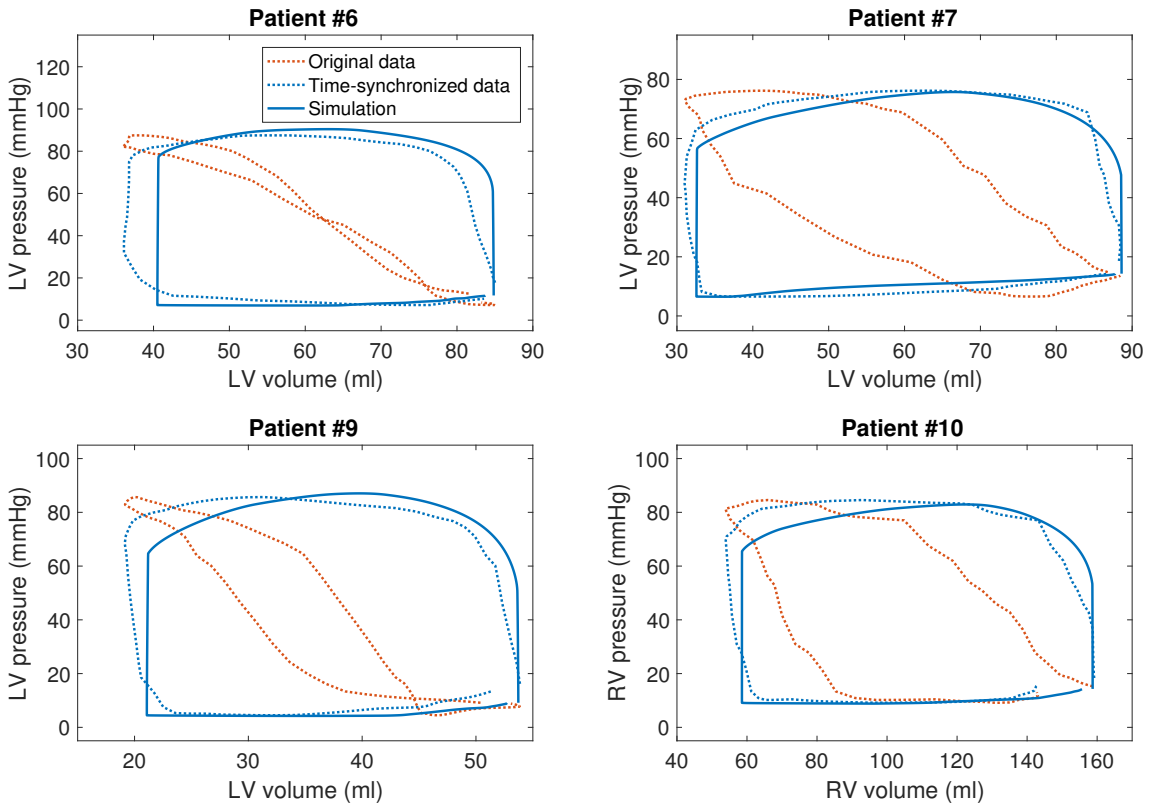 Patient #6
LV pressure (mmHg)
120
100
80
60
40
20
0
Original data
Time-synchronized data
Simulation
30 40 50 60 70 80 90
LV volume (ml)
Patient #7
LV pressure (mmHg)
80
60
40
20
0
30 40 50 60 70 80 90
LV volume (ml)
Patient #9
LV pressure (mmHg)
100
80
60
40
20
0
20 30 40 50
LV volume (ml)
Patient #10
RV pressure (mmHg)
100
80
60
40
20
0
40 60 80 100 120 140 160
RV volume (ml)